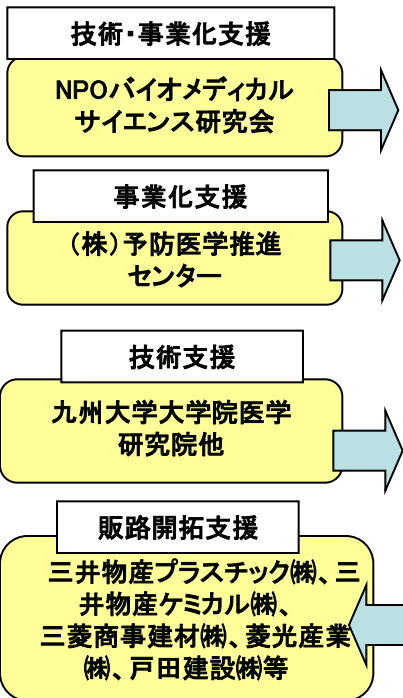 技術・事業化支援
NPOバイオメディカル
サイエンス研究会
事業化支援
（株）予防医学推進
センター
技術支援
九州大学大学院医学
研究院他
販路開拓支援
三井物産プラスチック㈱、三
井物産ケミカル㈱、
三菱商事建材㈱、菱光産業
㈱、戸田建設㈱等